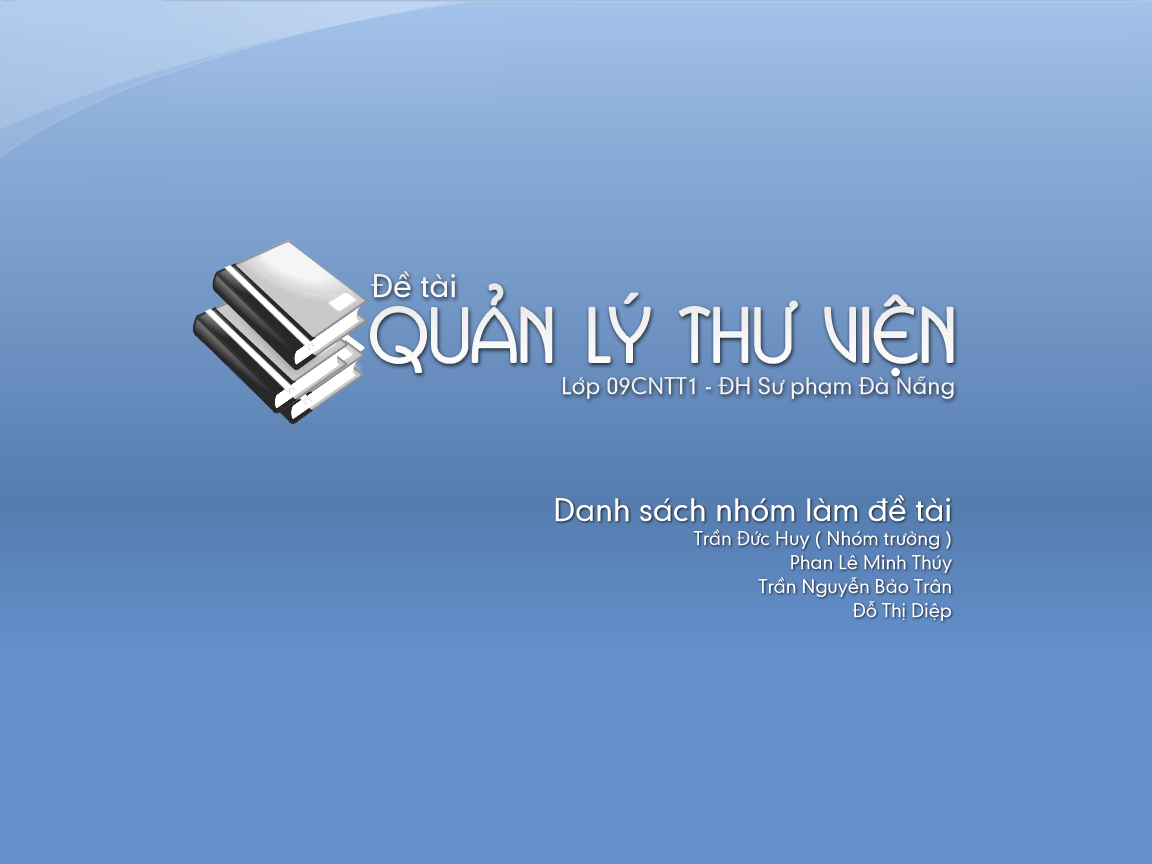 Đề tài
QUẢN LÝ THƯ VIỆN
Lớp 09CNTT1 - ĐH Sư phạm Đà Nẵng
Danh sách nhóm làm đề tài
Trần Đức Huy ( Nhóm trưởng )
Phan Lê Minh Thúy
Trần Nguyễn Bảo Trân
Đỗ Thị Diệp